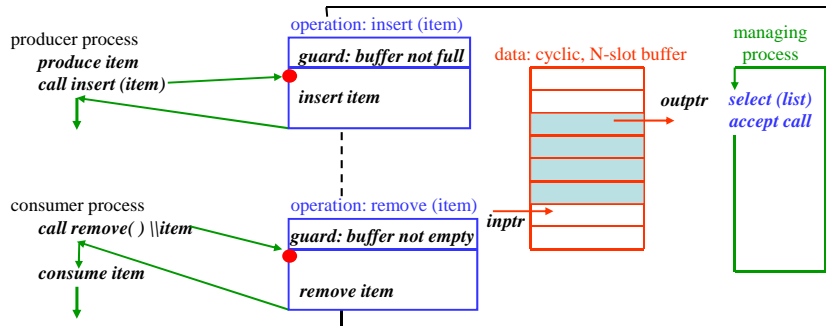 operation: insert (item)
producer process
produce item
call insert (item)
guard: buffer not full
insert item
data: cyclic, N-slot buffer
outptr
managing
process
select (list)
accept call
consumer process
call remove( ) \\item
consume item
operation: remove (item)
guard: buffer not empty
remove item
inptr